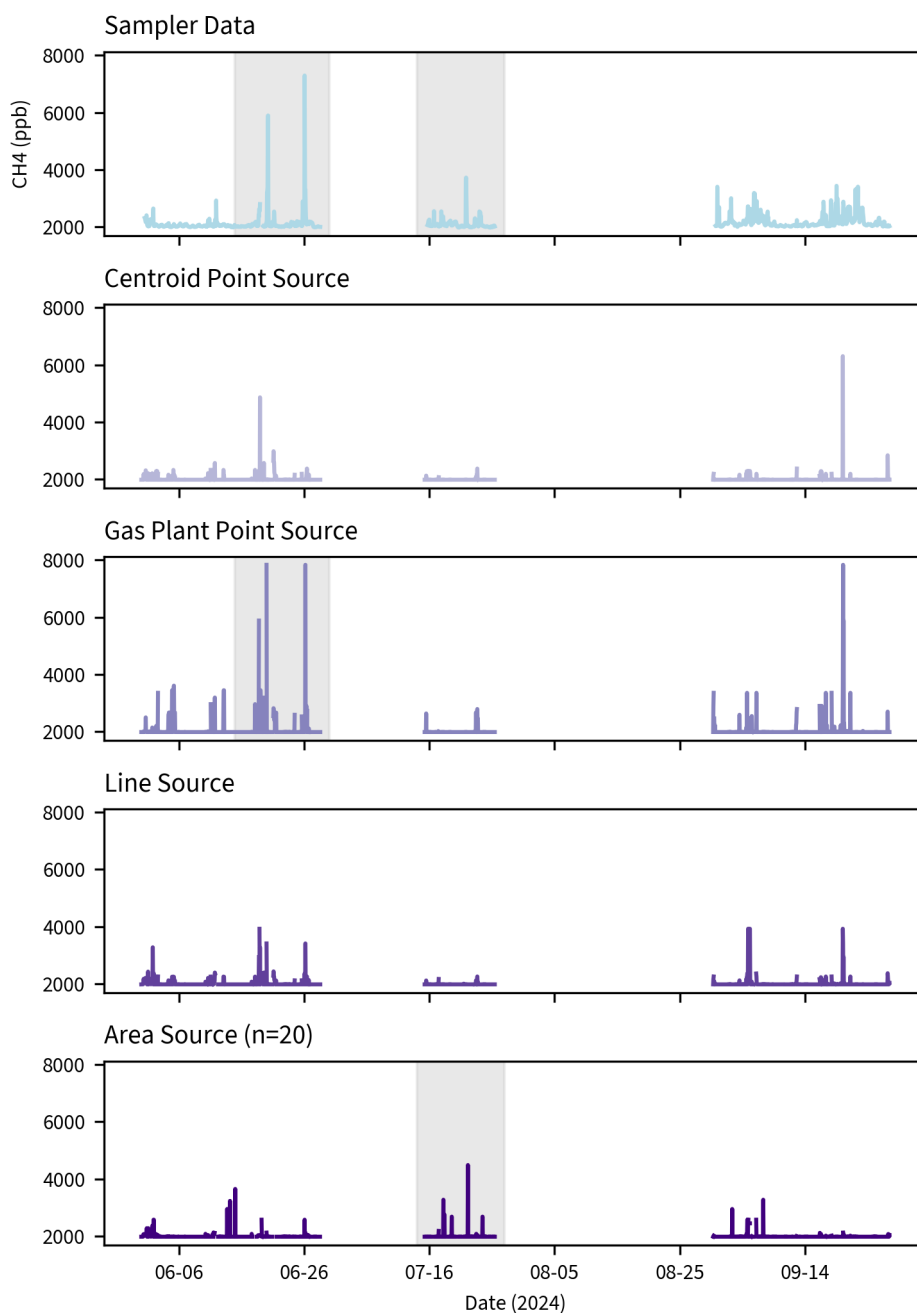 Sampler Data
8000
6000
4000
2000
CH4 (ppb)
Centroid Point Source
8000
6000
4000
2000
Gas Plant Point Source
8000
6000
4000
2000
Line Source
8000
6000
4000
2000
Area Source (n=20)
8000
6000
4000
2000
06-06 06-26 07-16 08-05 08-25 09-14
Date (2024)